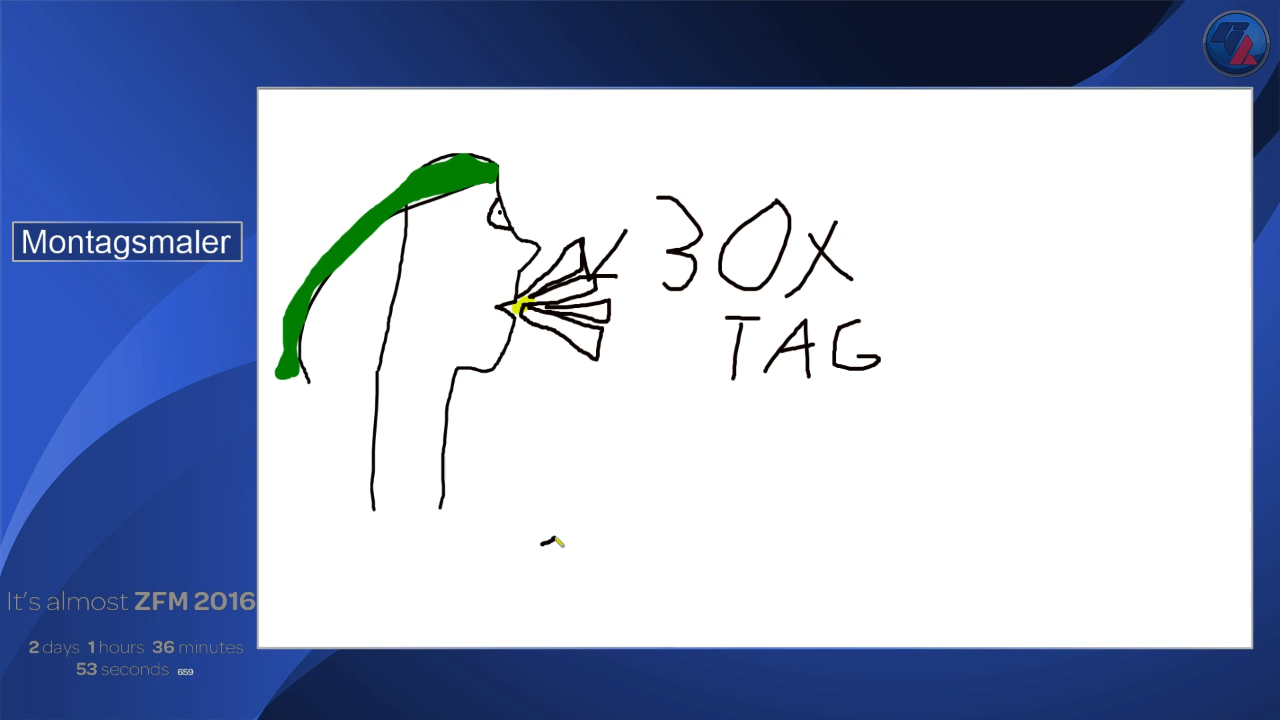 Montagsmaler
30x
TAG
It's almost ZFM 2016
2 days 1 hours 36 minutes
53 seconds 659